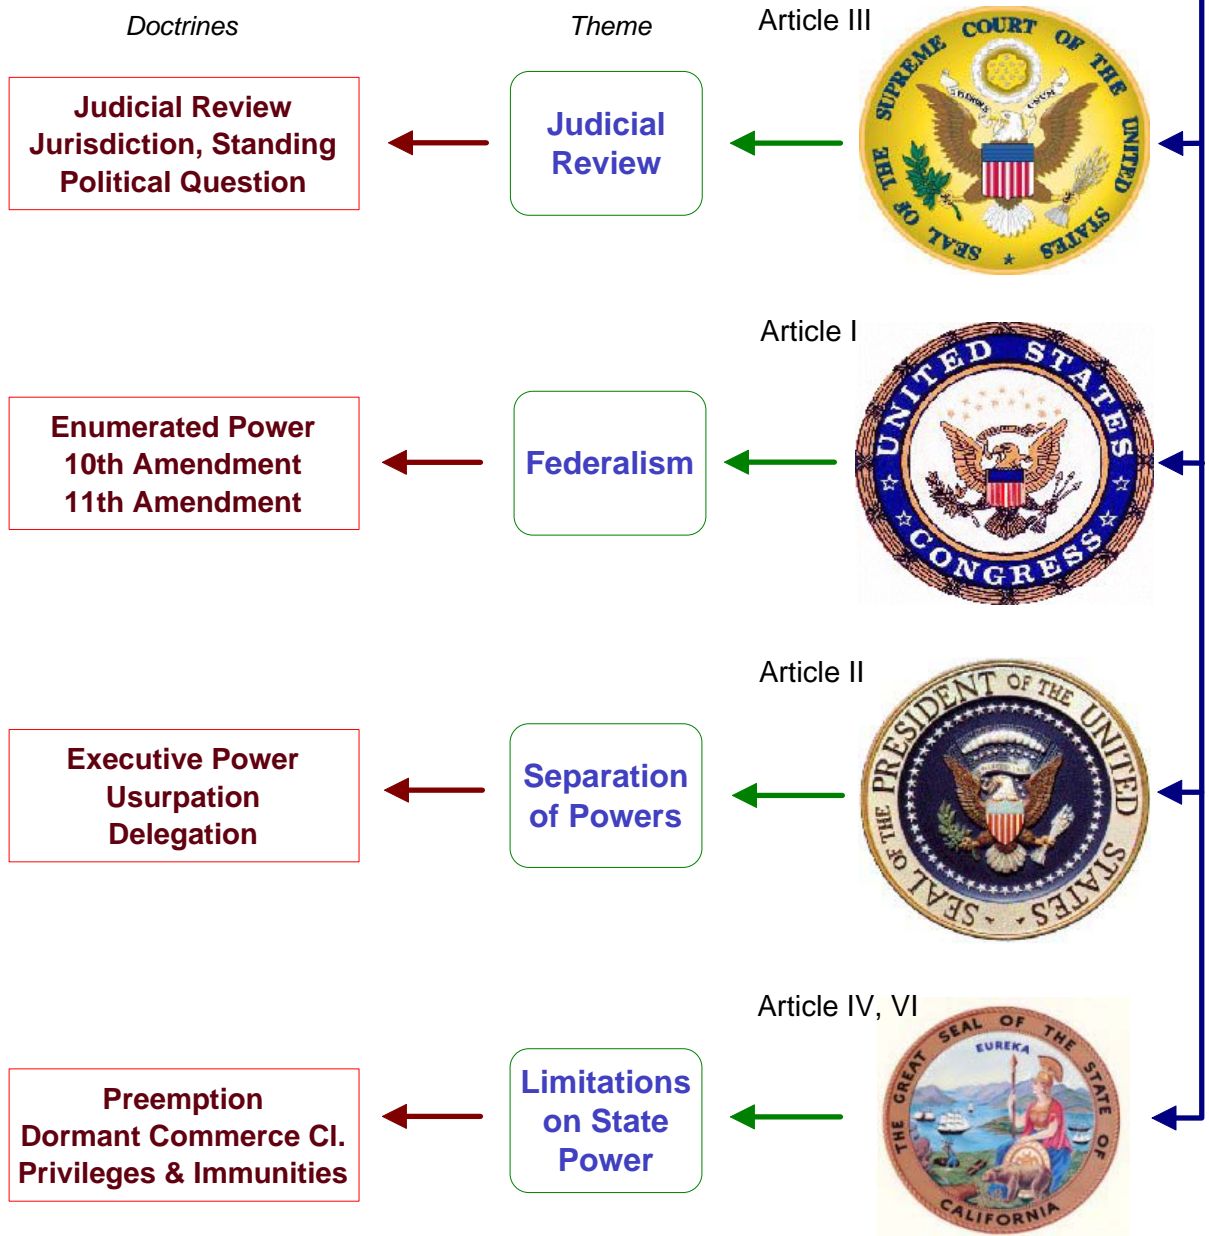 Doctrines
Theme
Article III
Judicial Review
Jurisdiction, Standing
Political Question
Judicial
Review
SEAL OF THE SUPREME COURT OF THE UNITED STATES
Article I
Enumerated Power
10th Amendment
11th Amendment
Federalism
UNITED STATES
CONGRESS
Article II
Executive Power
Usurpation
Delegation
Separation
of Powers
SEAL OF THE PRESIDENT OF THE UNITED STATES
Article IV, VI
Preemption
Dormant Commerce Cl.
Privileges & Immunities
Limitations
on State
Power
THE GREAT SEAL OF THE STATE OF CALIFORNIA
EUREKA